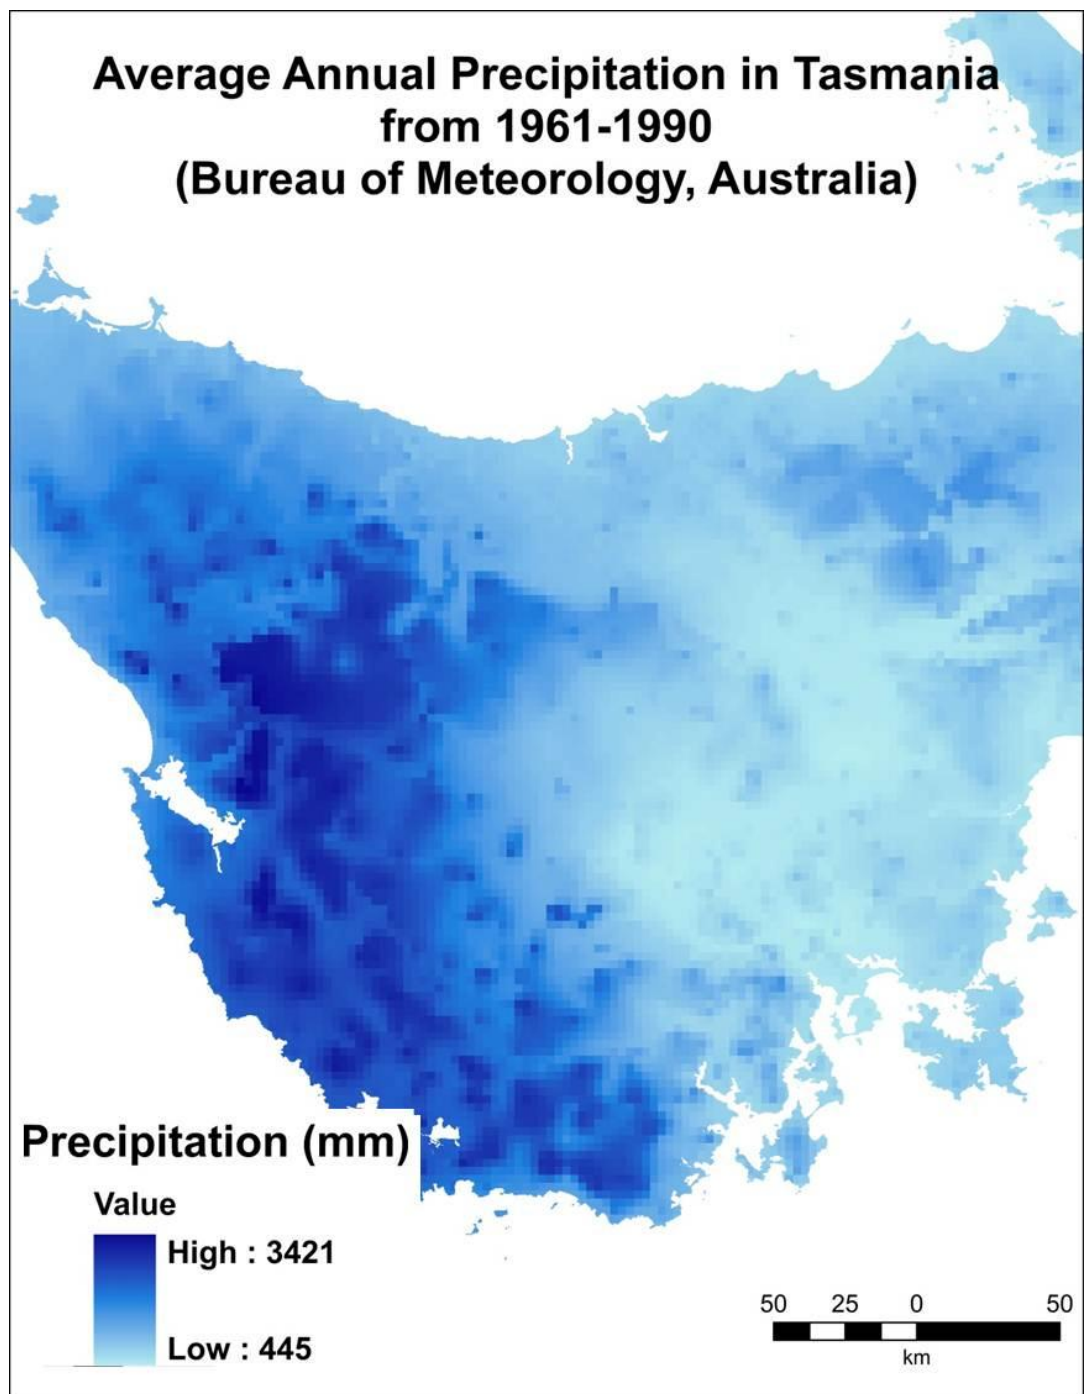 Average Annual Precipitation in Tasmania
from 1961-1990
(Bureau of Meteorology, Australia)
Precipitation (mm)
Value
High : 3421
Low : 445
50 25 0 50
km